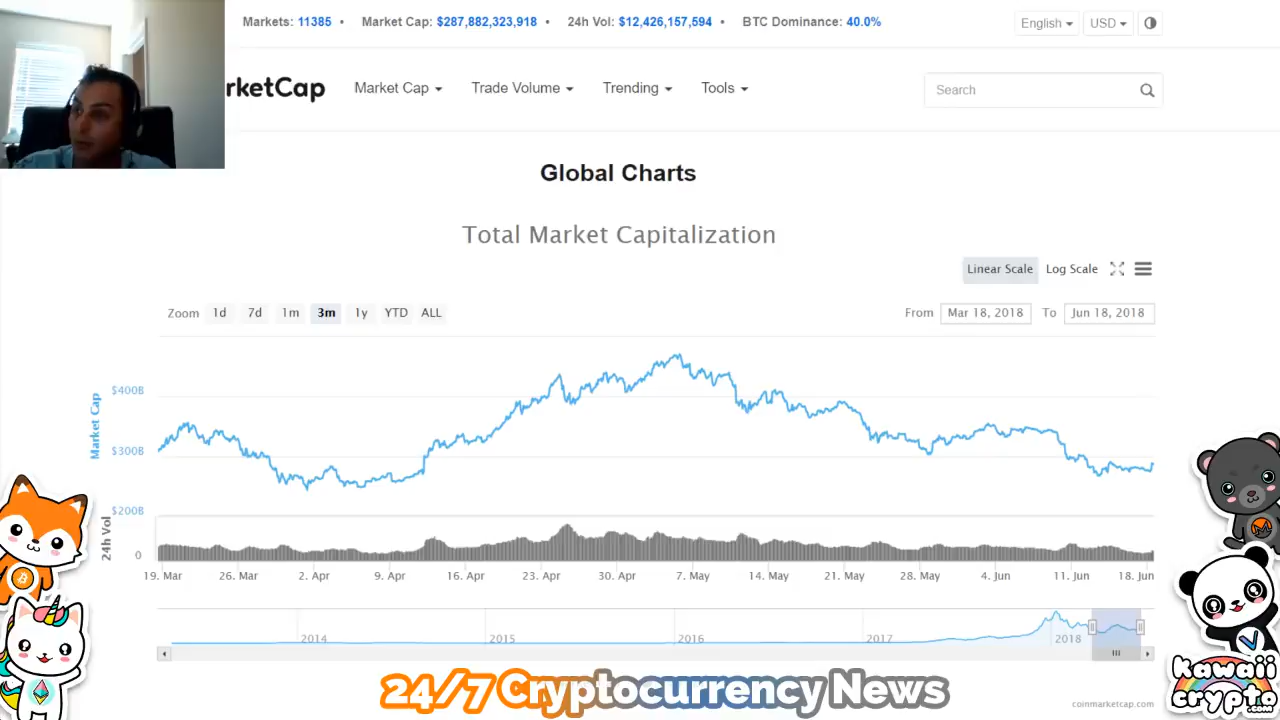 Markets: 11385 • Market Cap: $287,882,323,918 • 24h Vol: $12,426,157,594 • BTC Dominance: 40.0% English USD
rketCap Market Cap Trade Volume Trending Tools Search
Global Charts
Total Market Capitalization
Linear Scale Log Scale
Zoom 1d 7d 1m 3m 1y YTD ALL From Mar 18, 2018 To Jun 18, 2018
Market Cap
$400B
$300B
$200B
24h Vol
0
19. Mar 26. Mar 2. Apr 9. Apr 16. Apr 23. Apr 30. Apr 7. May 14. May 21. May 28. May 4. Jun 11. Jun 18. Jun
2014 2015 2016 2017 2018
24/7 Cryptocurrency News
coinmarketcap.com
kawaii
crypto
.com